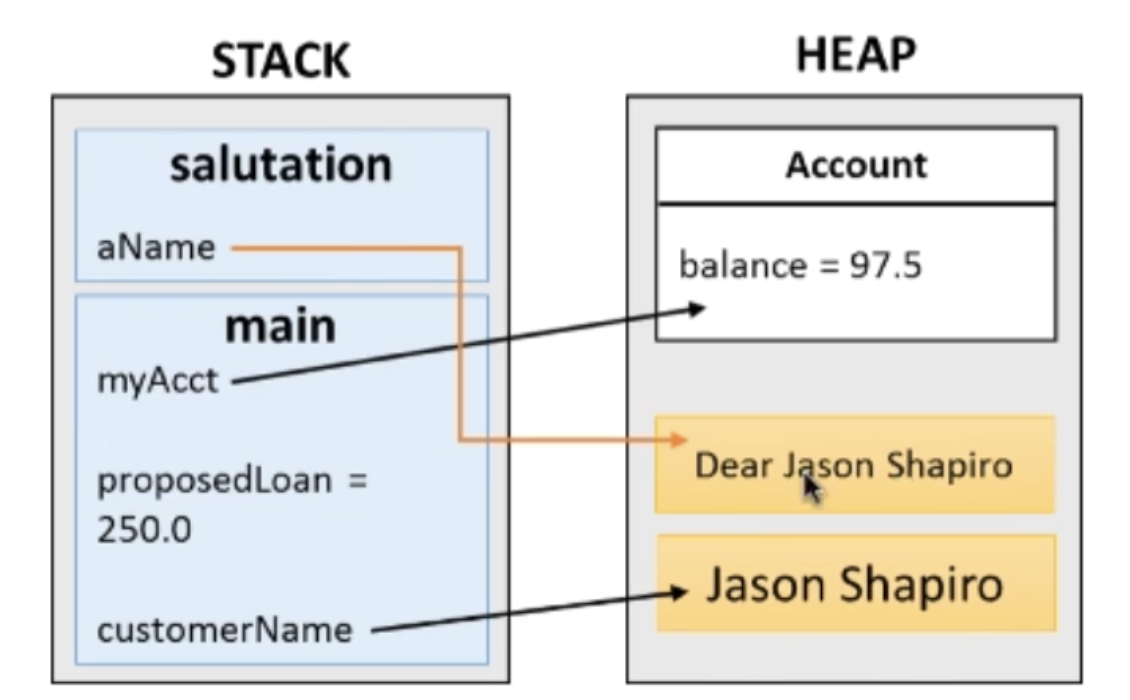 STACK
salutation
aName
main
myAcct
proposedLoan =
250.0
customerName
HEAP
Account
balance = 97.5
Dear Jason Shapiro
Jason Shapiro